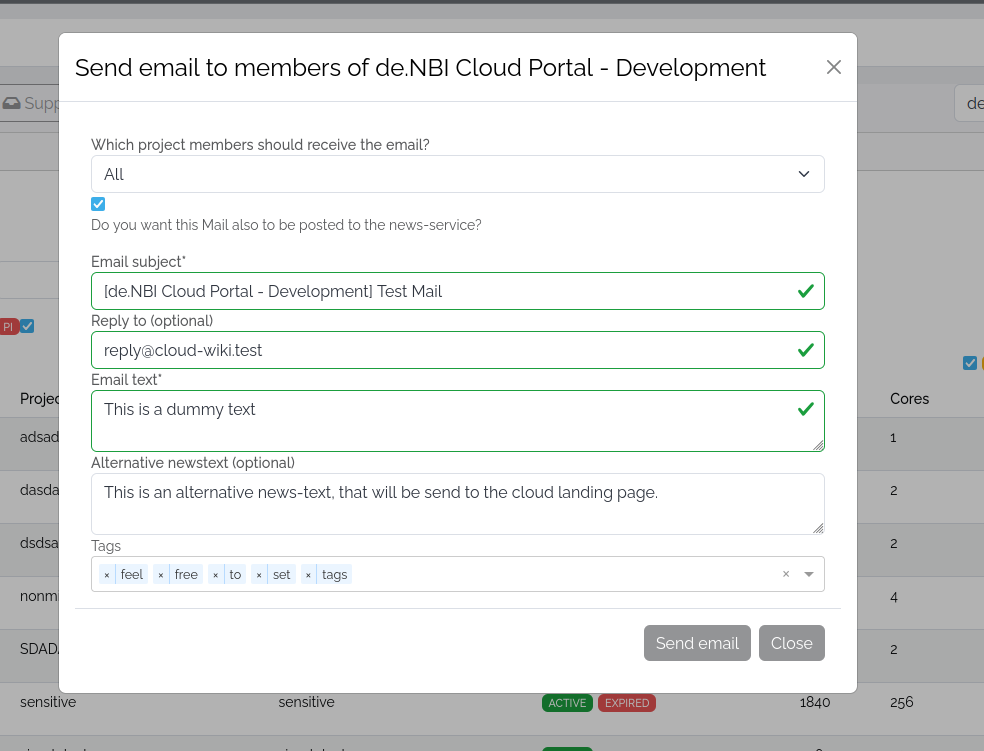 Send email to members of de.NBI Cloud Portal - Development
Supp
de
Which project members should receive the email?
All
Do you want this Mail also to be posted to the news-service?
Email subject*
[de.NBI Cloud Portal - Development] Test Mail
Reply to (optional)
PI
reply@cloud-wiki.test
Email text*
Projec
Cores
This is a dummy text
adsad
1
Alternative newstext (optional)
dasda
2
This is an alternative news-text, that will be send to the cloud landing page.
dsdsa
2
Tags
× feel × free × to × set × tags ×
nonm
4
Send email Close
SDAD
2
sensitive sensitive ACTIVE EXPIRED 1840 256